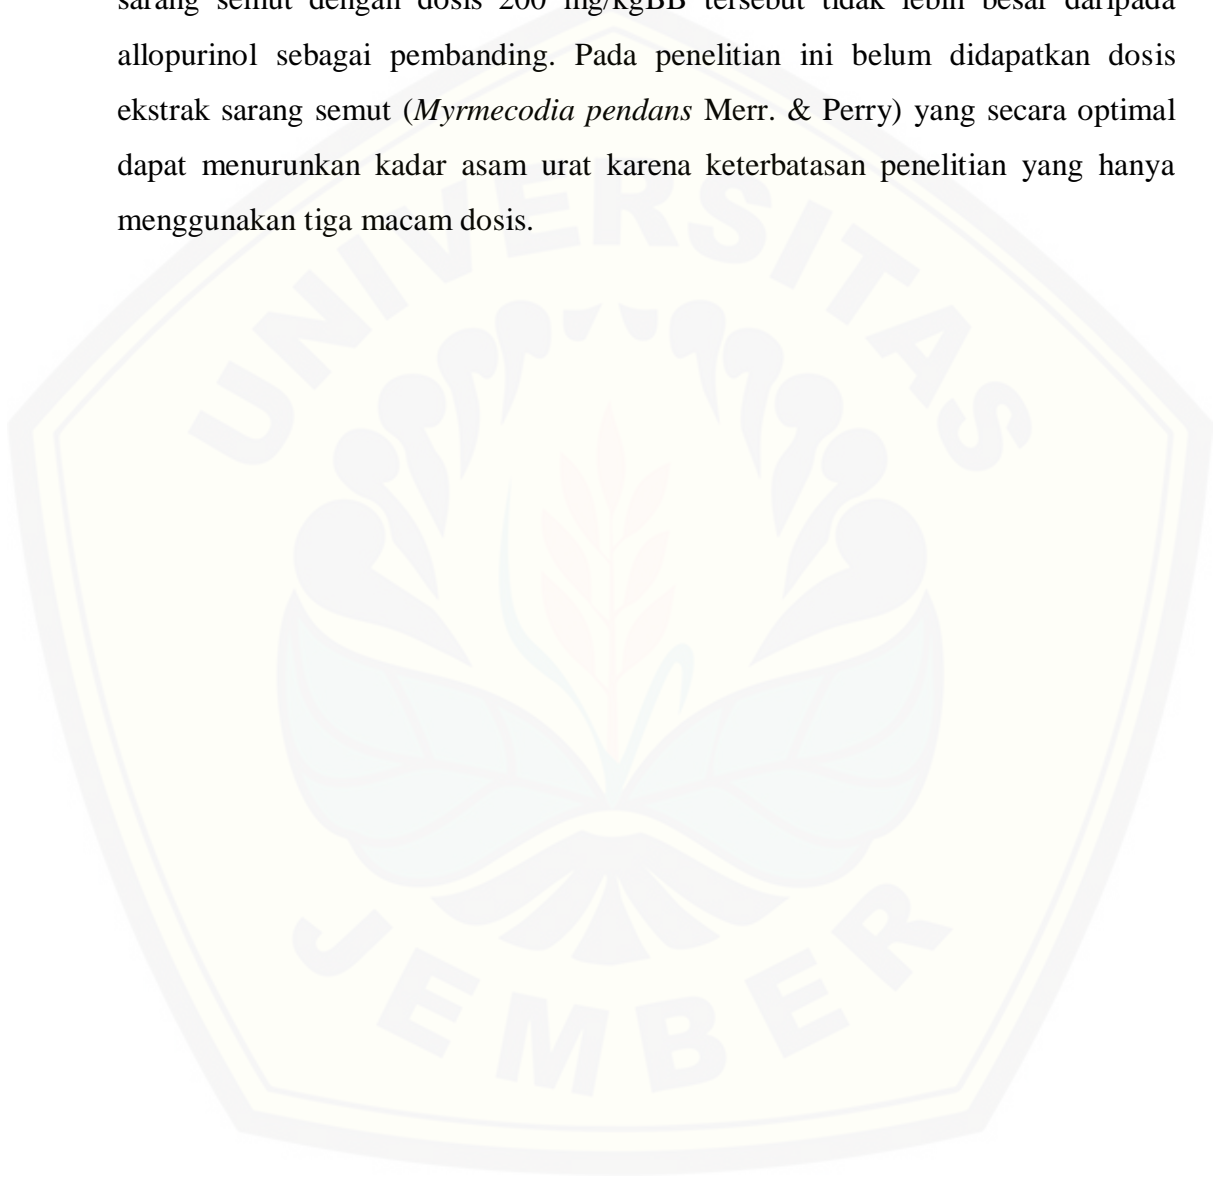 sarang semut dengan dosis 200 mg/kgBB tersebut tidak lebih besar daripada
allopurinol sebagai pembanding. Pada penelitian ini belum didapatkan dosis
ekstrak sarang semut (Myrmecodia pendans Merr. & Perry) yang secara optimal
dapat menurunkan kadar asam urat karena keterbatasan penelitian yang hanya
menggunakan tiga macam dosis.
UNIVERSITAS
JEMBER